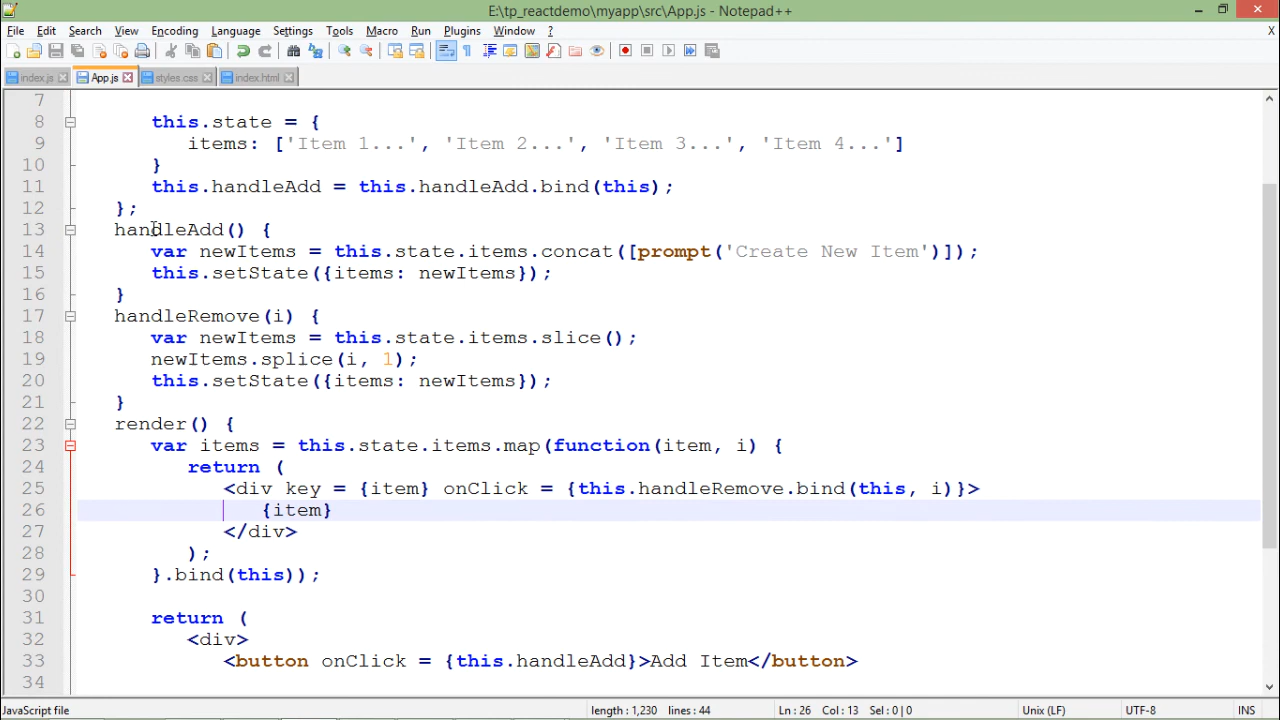 E:\tp_reactdemo\myapp\src\App.js - Notepad++
File Edit Search View Encoding Language Settings Tools Macro Run Plugins Window ? X
index.js App.js styles.css index.html
7
8 this.state = {
9 items: ['Item 1...', 'Item 2...', 'Item 3...', 'Item 4...']
10 }
11 this.handleAdd = this.handleAdd.bind(this);
12 };
13 handleAdd() {
14 var newItems = this.state.items.concat([prompt('Create New Item')]);
15 this.setState({items: newItems});
16 }
17 handleRemove(i) {
18 var newItems = this.state.items.slice();
19 newItems.splice(i, 1);
20 this.setState({items: newItems});
21 }
22 render() {
23 var items = this.state.items.map(function(item, i) {
24 return (
25 <div key = {item} onClick = {this.handleRemove.bind(this, i)}>
26 {item}
27 </div>
28 );
29 }.bind(this));
30
31 return (
32 <div>
33 <button onClick = {this.handleAdd}>Add Item</button>
34
JavaScript file length : 1,230 lines : 44 Ln : 26 Col : 13 Sel : 0 | 0 Unix (LF) UTF-8 INS